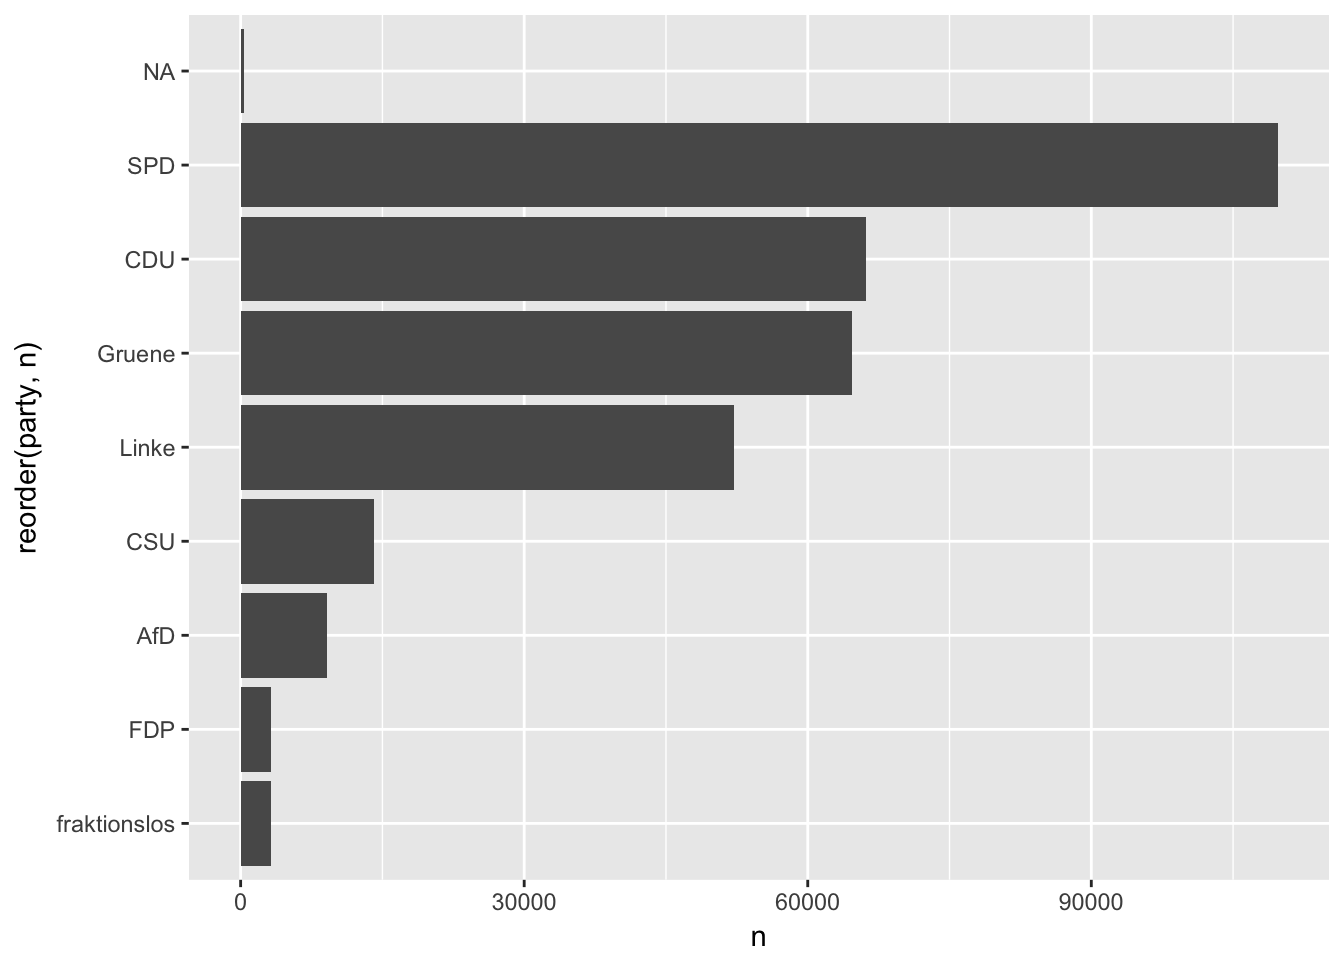 NA
SPD
CDU
Gruene
Linke
CSU
AfD
FDP
fraktionslos
reorder(party, n)
0 30000 60000 90000
n